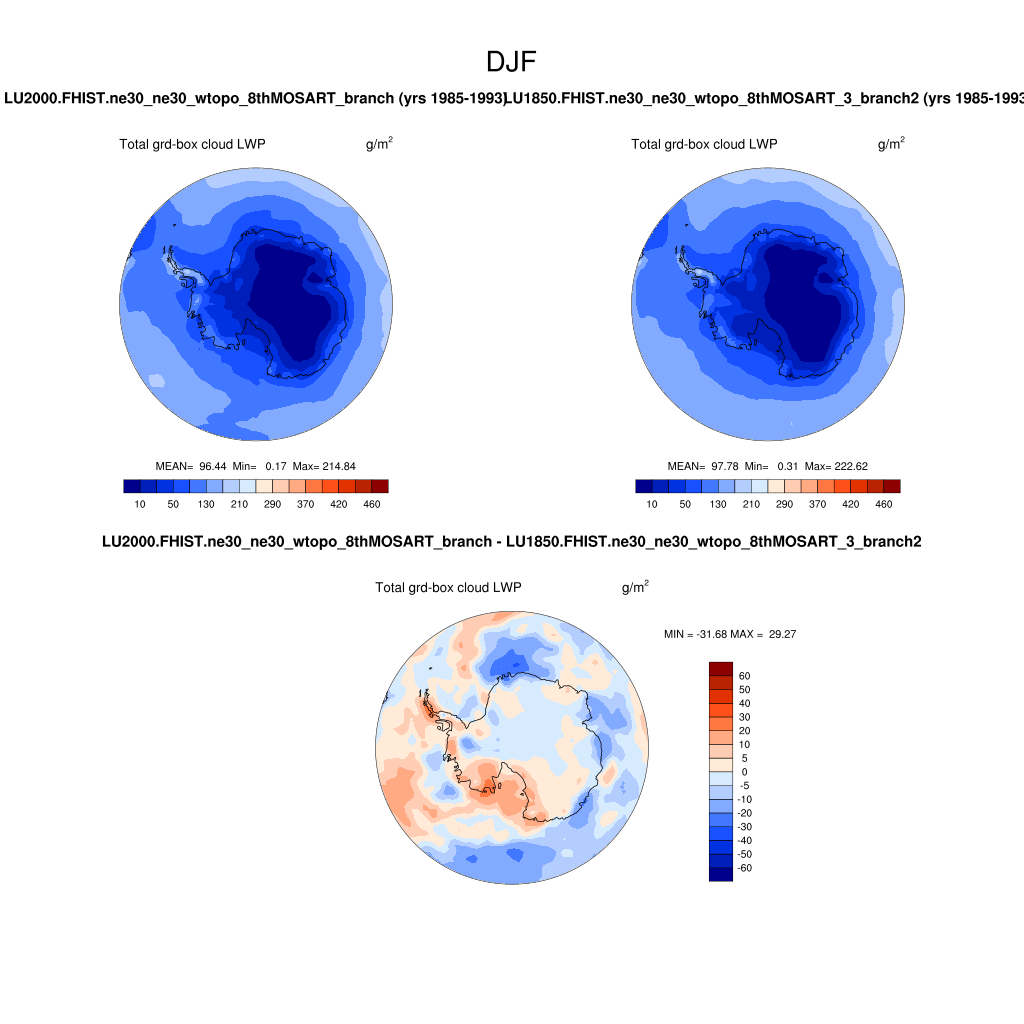 DJF
LU2000.FHIST.ne30_ne30_wtopo_8thMOSART_branch (yrs 1985-1993)
LU1850.FHIST.ne30_ne30_wtopo_8thMOSART_3_branch2 (yrs 1985-1993
Total grd-box cloud LWP g/m²
Total grd-box cloud LWP g/m²
MEAN= 96.44 Min= 0.17 Max= 214.84
MEAN= 97.78 Min= 0.31 Max= 222.62
10 50 130 210 290 370 420 460
10 50 130 210 290 370 420 460
LU2000.FHIST.ne30_ne30_wtopo_8thMOSART_branch - LU1850.FHIST.ne30_ne30_wtopo_8thMOSART_3_branch2
Total grd-box cloud LWP g/m²
MIN = -31.68 MAX = 29.27
60
50
40
30
20
10
5
0
-5
-10
-20
-30
-40
-50
-60